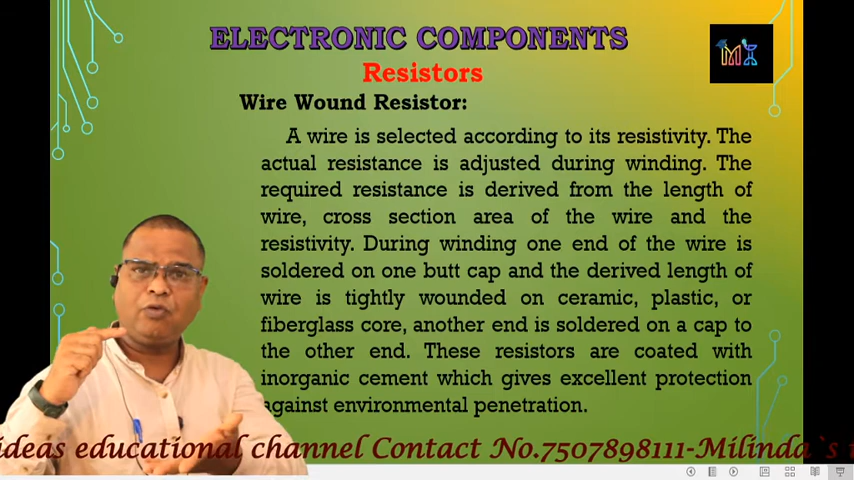 ELECTRONIC COMPONENTS
MI
Resistors
Wire Wound Resistor:
A wire is selected according to its resistivity. The
actual resistance is adjusted during winding. The
required resistance is derived from the length of
wire, cross section area of the wire and the
resistivity. During winding one end of the wire is
soldered on one butt cap and the derived length of
wire is tightly wounded on ceramic, plastic, or
fiberglass core, another end is soldered on a cap to
the other end. These resistors are coated with
inorganic cement which gives excellent protection
against environmental penetration.
ideas educational channel Contact No.7507898111-Milinda`s i